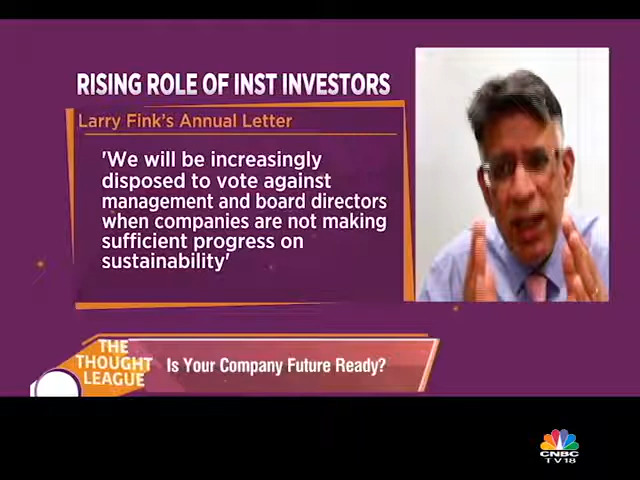 RISING ROLE OF INST INVESTORS
Larry Fink's Annual Letter
'We will be increasingly
disposed to vote against
management and board directors
when companies are not making
sufficient progress on
sustainability'
THE
THOUGHT
LEAGUE
Is Your Company Future Ready?
CNBC
TV18